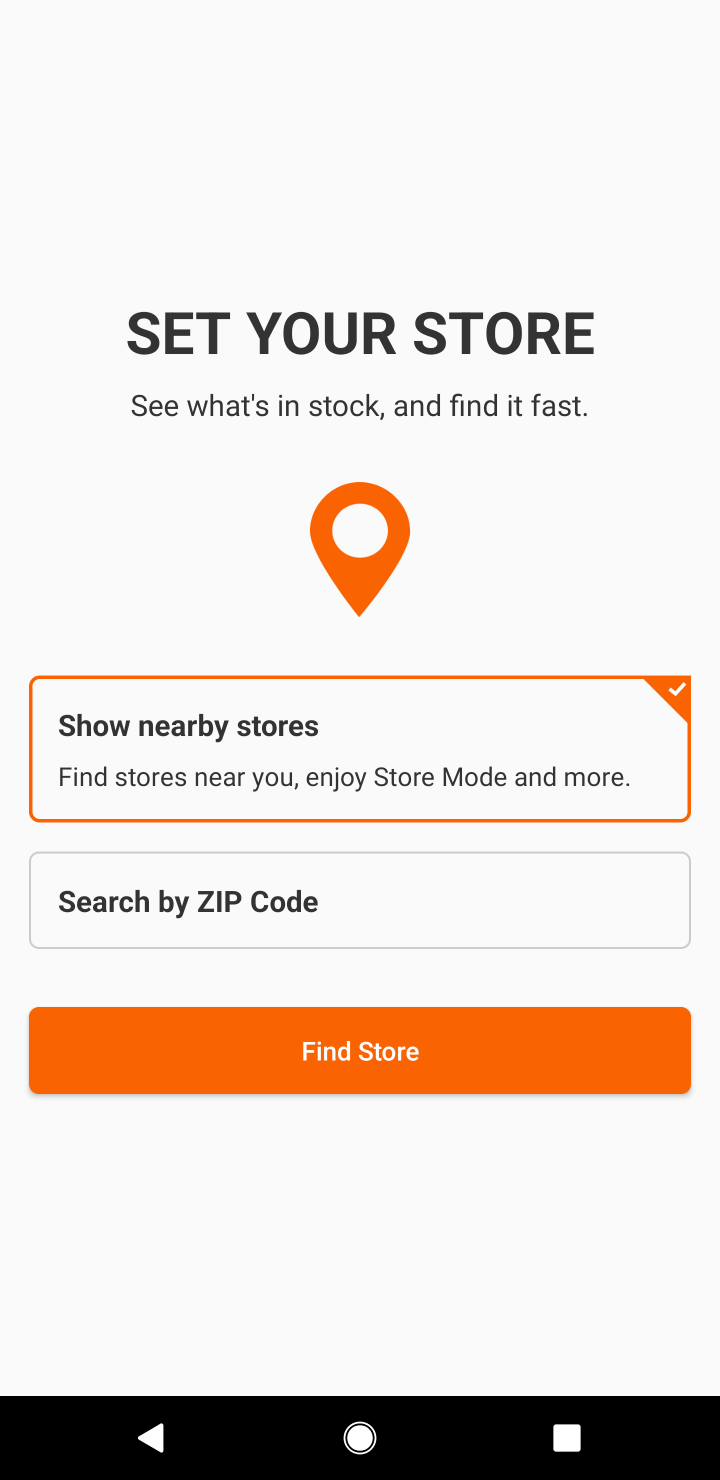 SET YOUR STORE
See what's in stock, and find it fast.
Show nearby stores
Find stores near you, enjoy Store Mode and more.
Search by ZIP Code
Find Store